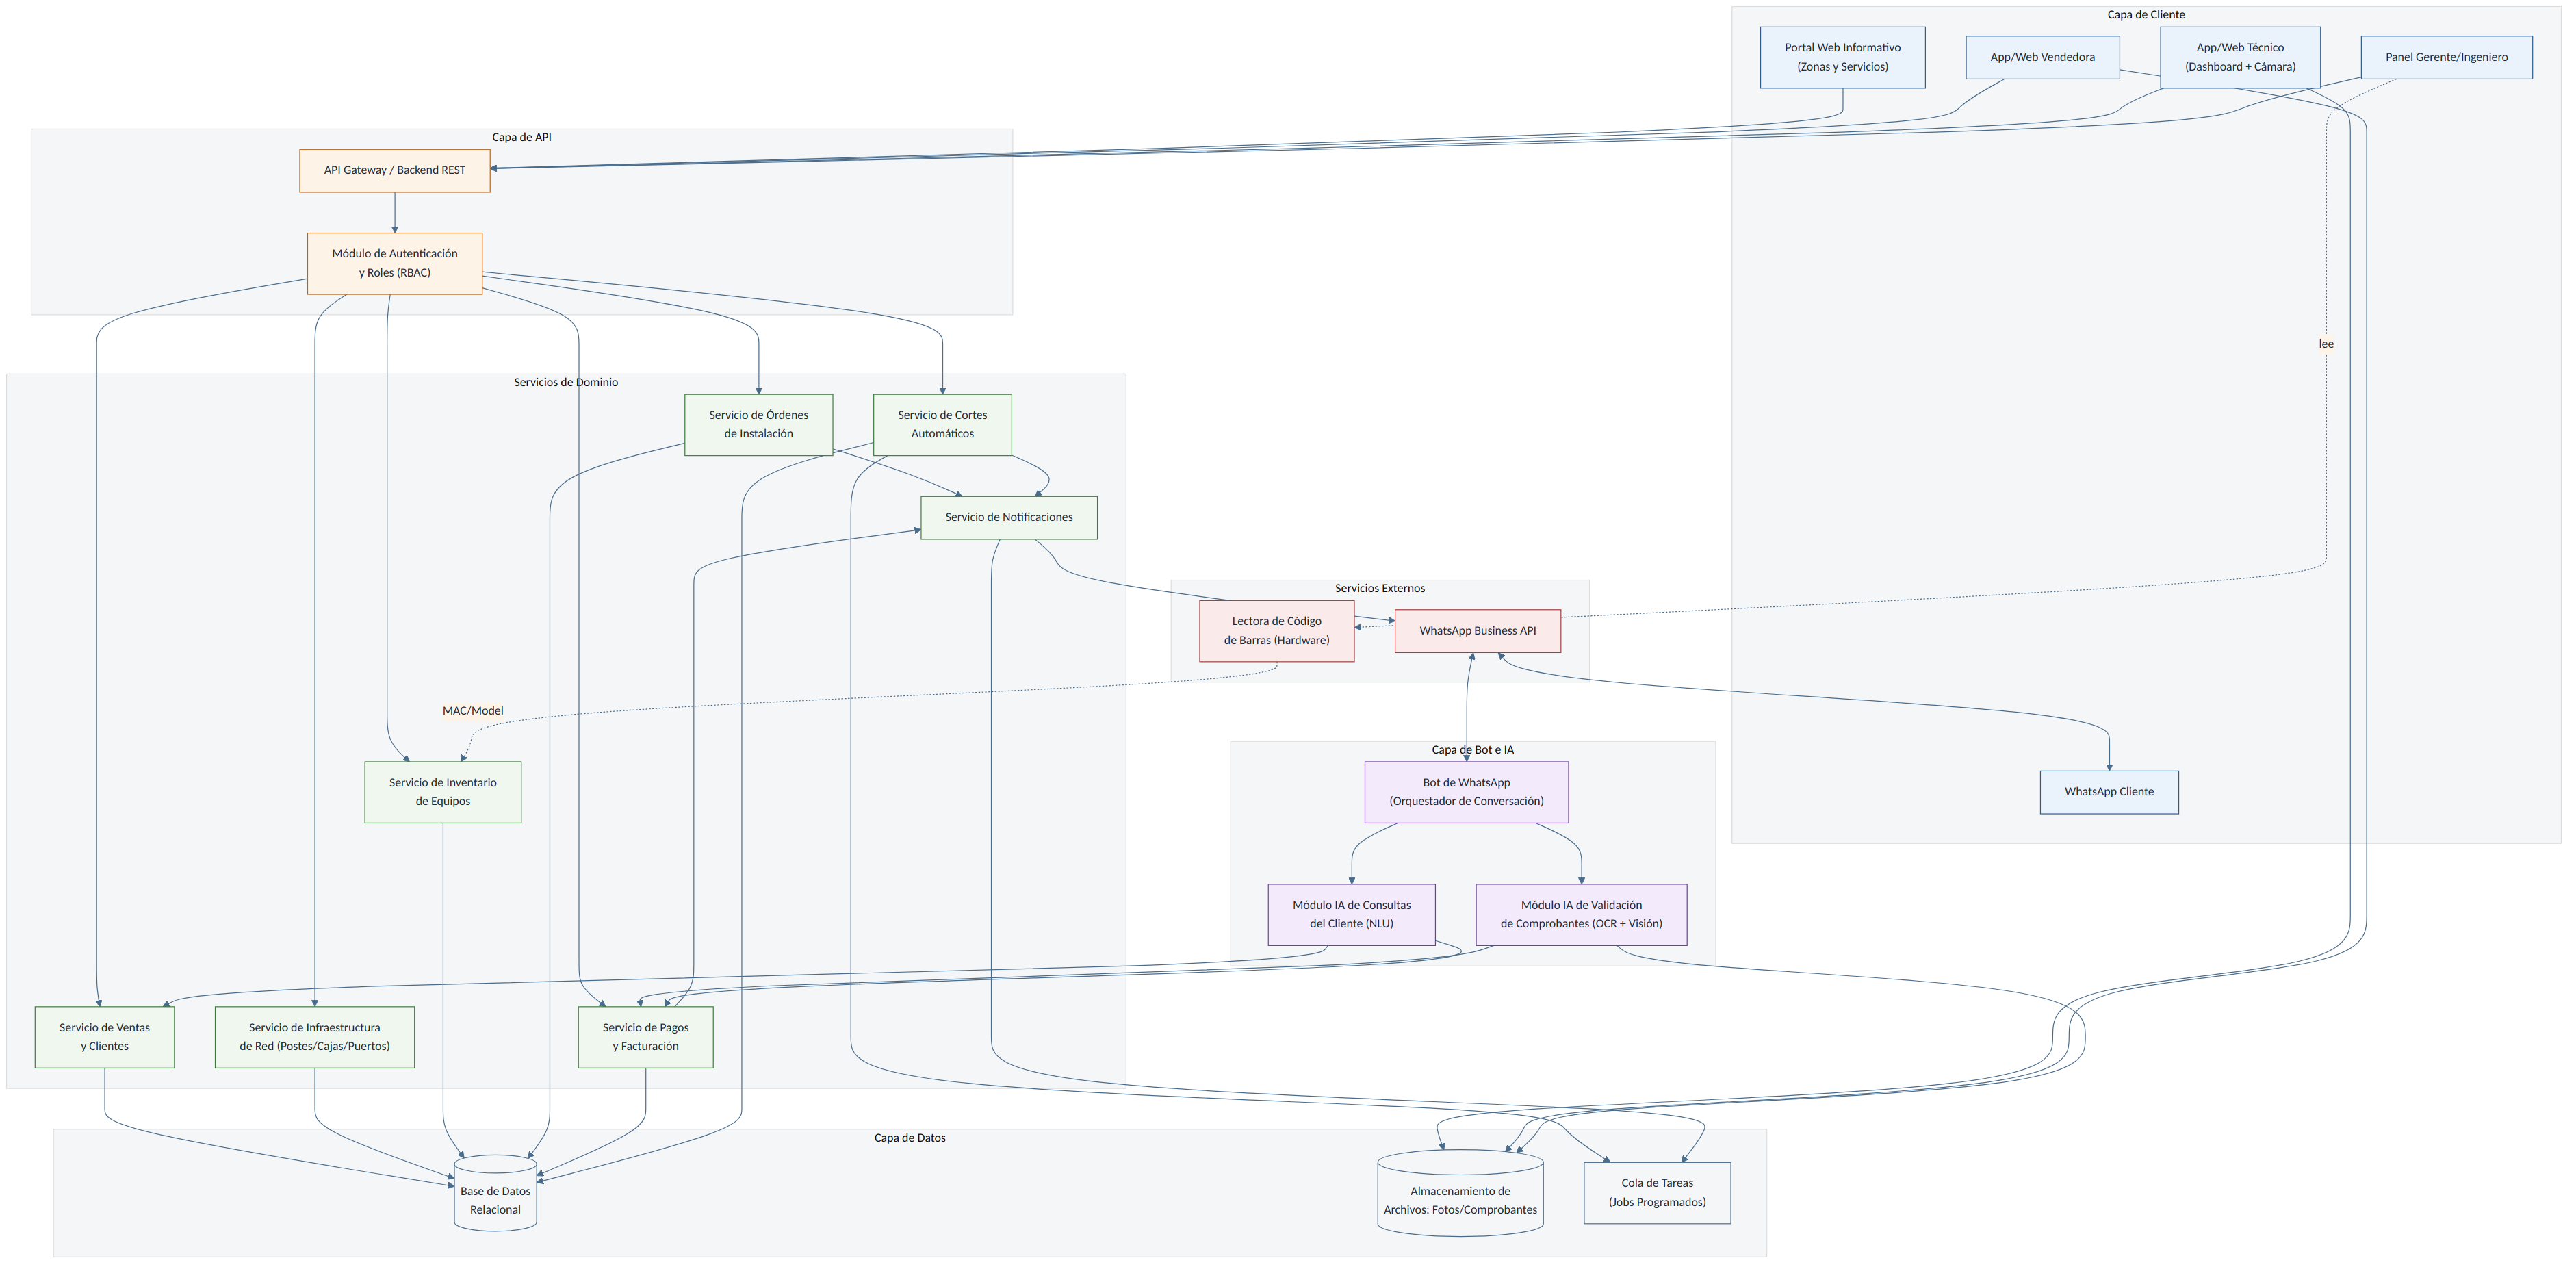 Capa de Cliente
Portal Web Informativo
(Zonas y Servicios)
App/Web Vendedora
App/Web Técnico
(Dashboard + Cámara)
Panel Gerente/Ingeniero
Capa de API
API Gateway / Backend REST
Módulo de Autenticación
y Roles (RBAC)
lee
Servicios de Dominio
Servicio de Órdenes
de Instalación
Servicio de Cortes
Automáticos
Servicio de Notificaciones
Servicios Externos
Lectora de Código
de Barras (Hardware)
WhatsApp Business API
MAC/Model
Servicio de Inventario
de Equipos
Capa de Bot e IA
Bot de WhatsApp
(Orquestador de Conversación)
WhatsApp Cliente
Módulo IA de Consultas
del Cliente (NLU)
Módulo IA de Validación
de Comprobantes (OCR + Visión)
Servicio de Ventas
y Clientes
Servicio de Infraestructura
de Red (Postes/Cajas/Puertos)
Servicio de Pagos
y Facturación
Capa de Datos
Base de Datos
Relacional
Almacenamiento de
Archivos: Fotos/Comprobantes
Cola de Tareas
(Jobs Programados)